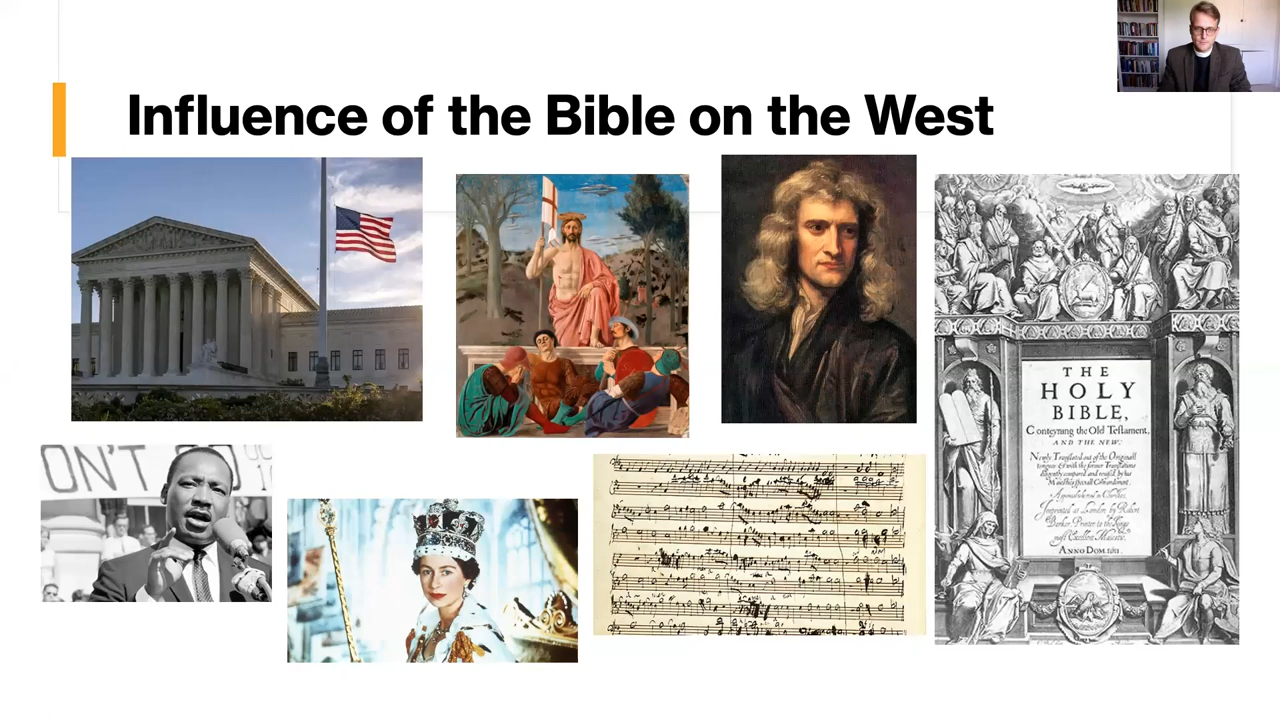 Influence of the Bible on the West
ON'T
THE
HOLY
BIBLE,
Conteyning the Old Testament,
AND THE NEW:
Newly Translated out of the Originall
tongues: & with the former Translations
diligently compared and revised, by his
Majesties speciall Comandement.
Appointed to be read in Churches.
Imprinted at London by Robert
Barker, Printer to the Kings
most Excellent Majestie.
ANNO DOM. 1611.